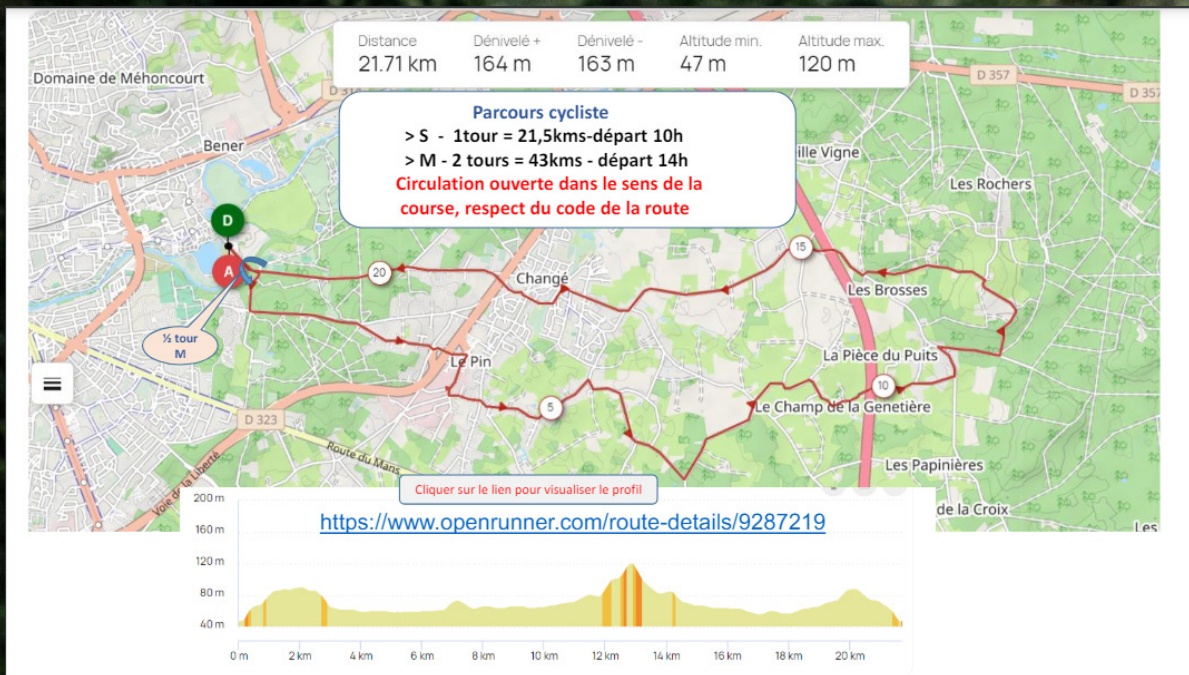 Distance
21.71 km
Dénivelé +
164 m
Dénivelé -
163 m
Altitude min.
47 m
Altitude max.
120 m
Domaine de Méhoncourt
D 357
D 357
Parcours cycliste
> S - 1tour = 21,5kms-départ 10h
> M - 2 tours = 43kms - départ 14h
Circulation ouverte dans le sens de la
course, respect du code de la route
Bener
ille Vigne
Les Rochers
D
A
20
15
Changé
Les Brosses
½ tour
M
Le Pin
La Pièce du Puits
10
5
Le Champ de la Genetière
D 323
Route du Mans
Voie de la Liberté
Les Papinières
de la Croix
Les
Cliquer sur le lien pour visualiser le profil
https://www.openrunner.com/route-details/9287219
200 m
160 m
120 m
80 m
40 m
0 m
2 km
4 km
6 km
8 km
10 km
12 km
14 km
16 km
18 km
20 km